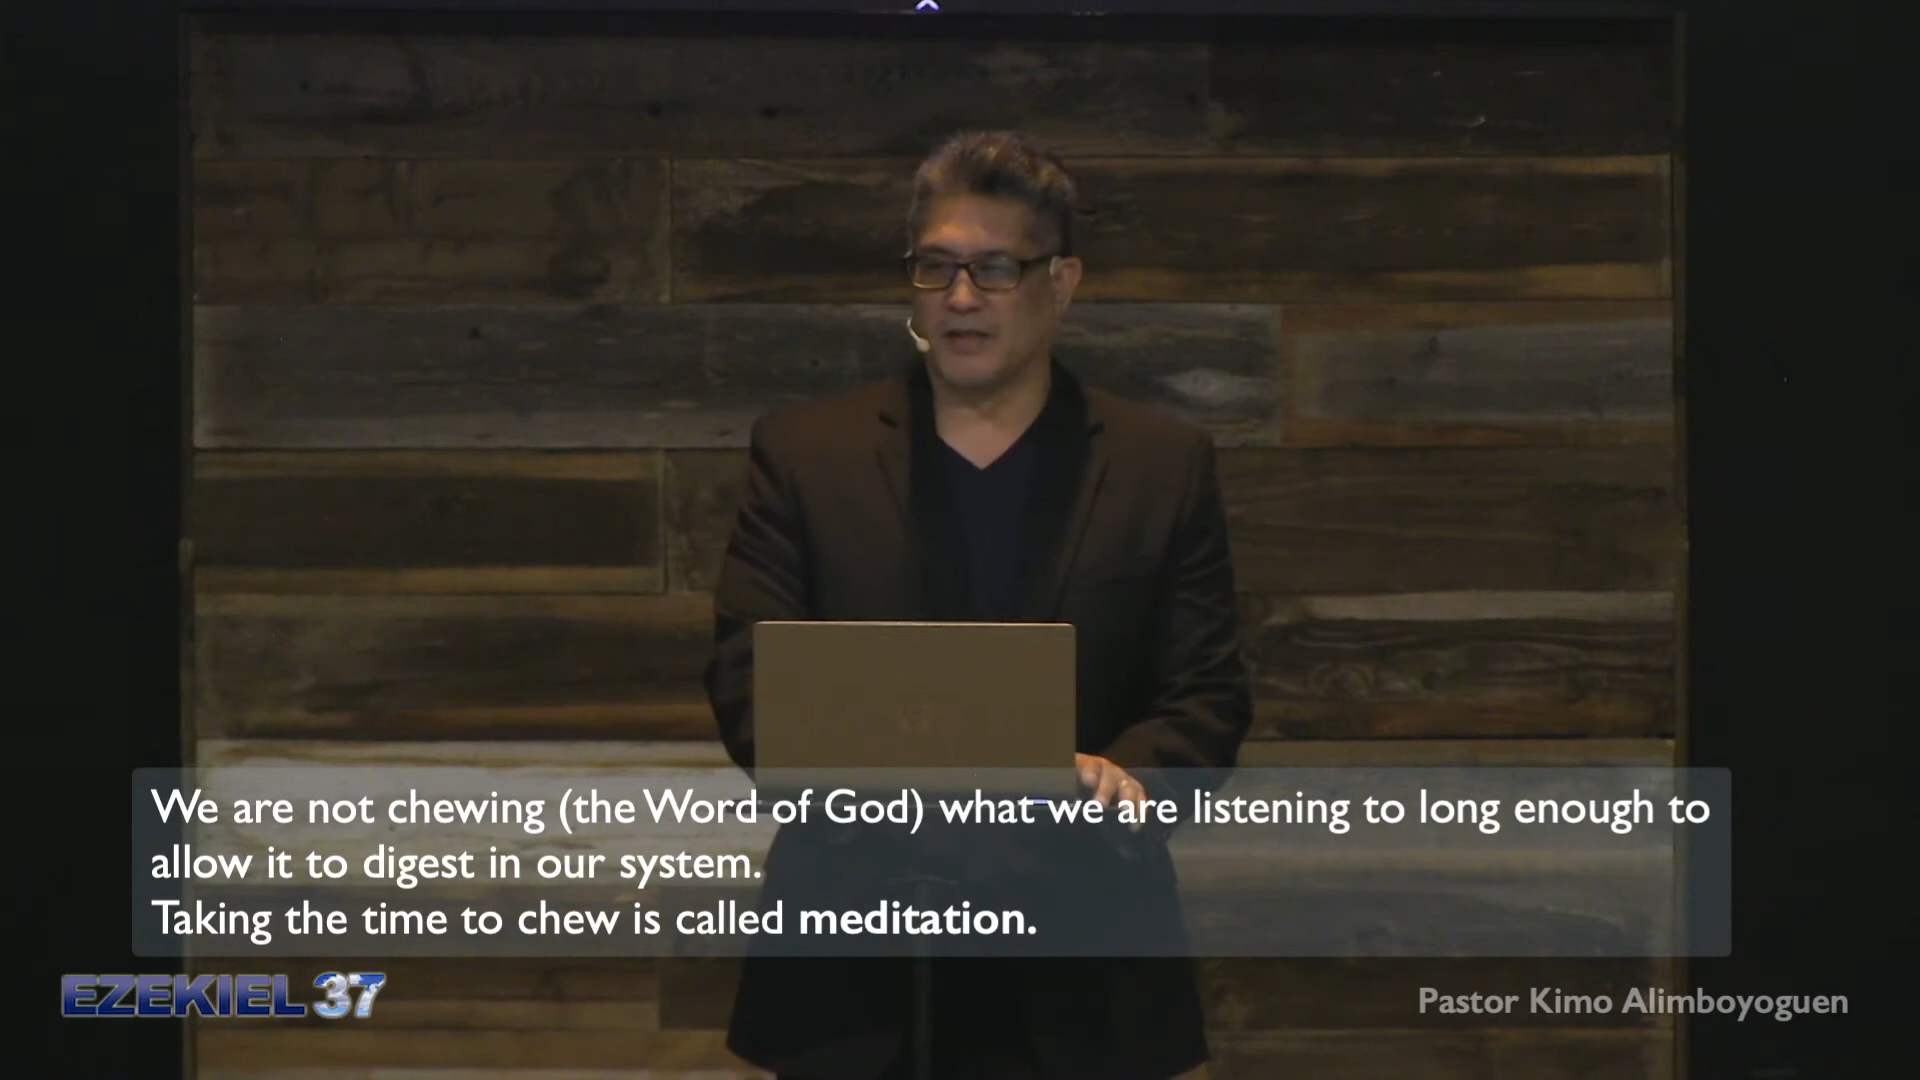 We are not chewing (the Word of God) what we are listening to long enough to
allow it to digest in our system.
Taking the time to chew is called meditation.
EZEKIEL 37
Pastor Kimo Alimboyoguen